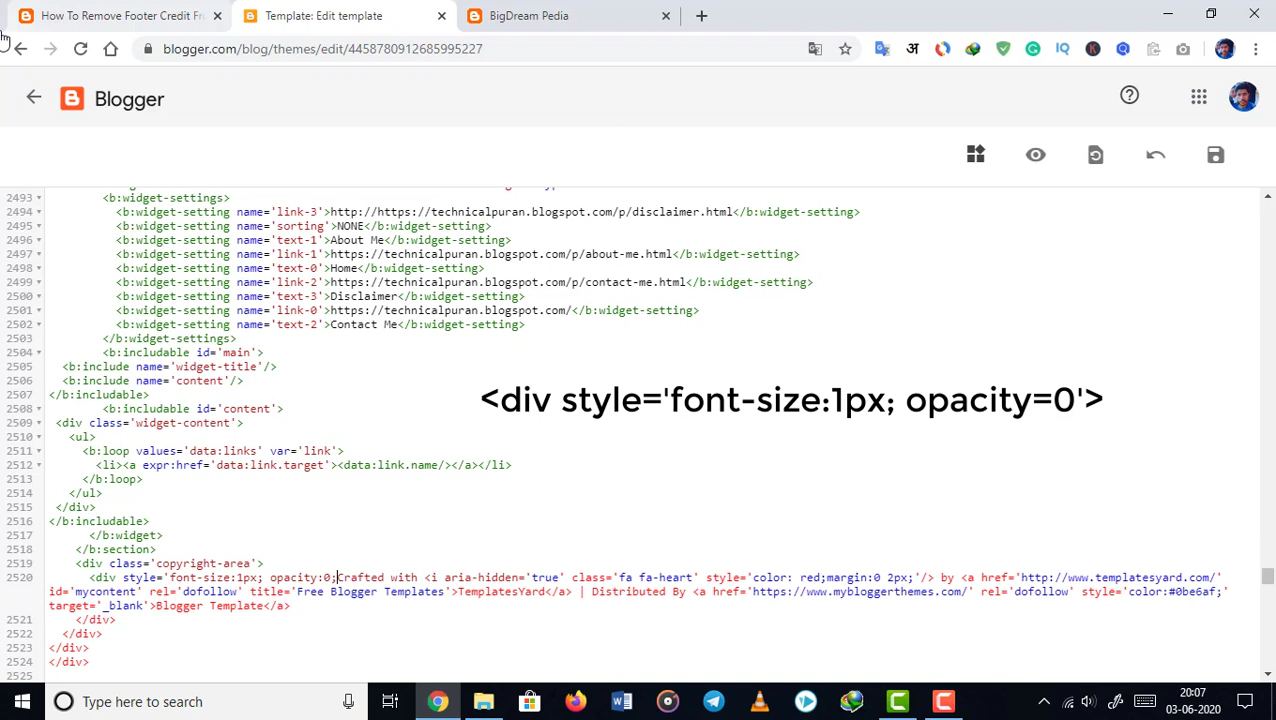 How To Remove Footer Credit Fr
Template: Edit template
BigDream Pedia
blogger.com/blog/themes/edit/4458780912685995227
Blogger
2493 <b:widget-settings>
2494 <b:widget-setting name='link-3'>http://https://technicalpuran.blogspot.com/p/disclaimer.html</b:widget-setting>
2495 <b:widget-setting name='sorting'>NONE</b:widget-setting>
2496 <b:widget-setting name='text-1'>About Me</b:widget-setting>
2497 <b:widget-setting name='link-1'>https://technicalpuran.blogspot.com/p/about-me.html</b:widget-setting>
2498 <b:widget-setting name='text-0'>Home</b:widget-setting>
2499 <b:widget-setting name='link-2'>https://technicalpuran.blogspot.com/p/contact-me.html</b:widget-setting>
2500 <b:widget-setting name='text-3'>Disclaimer</b:widget-setting>
2501 <b:widget-setting name='link-0'>https://technicalpuran.blogspot.com/</b:widget-setting>
2502 <b:widget-setting name='text-2'>Contact Me</b:widget-setting>
2503 </b:widget-settings>
2504 <b:includable id='main'>
2505 <b:include name='widget-title'/>
2506 <b:include name='content'/>
2507 </b:includable>
<div style='font-size:1px; opacity=0'>
2508 <b:includable id='content'>
2509 <div class='widget-content'>
2510 <ul>
2511 <b:loop values='data:links' var='link'>
2512 <li><a expr:href='data:link.target'><data:link.name/></a></li>
2513 </b:loop>
2514 </ul>
2515 </div>
2516 </b:includable>
2517 </b:widget>
2518 </b:section>
2519 <div class='copyright-area'>
2520 <div style='font-size:1px; opacity:0;Crafted with <i aria-hidden='true' class='fa fa-heart' style='color: red;margin:0 2px;'/> by <a href='http://www.templatesyard.com/'
id='mycontent' rel='dofollow' title='Free Blogger Templates'>TemplatesYard</a> | Distributed By <a href='https://www.mybloggerthemes.com/' rel='dofollow' style='color:#0be6af;'
target='_blank'>Blogger Template</a>
2521 </div>
2522 </div>
2523 </div>
2524 </div>
2525
Type here to search
20:07
03-06-2020